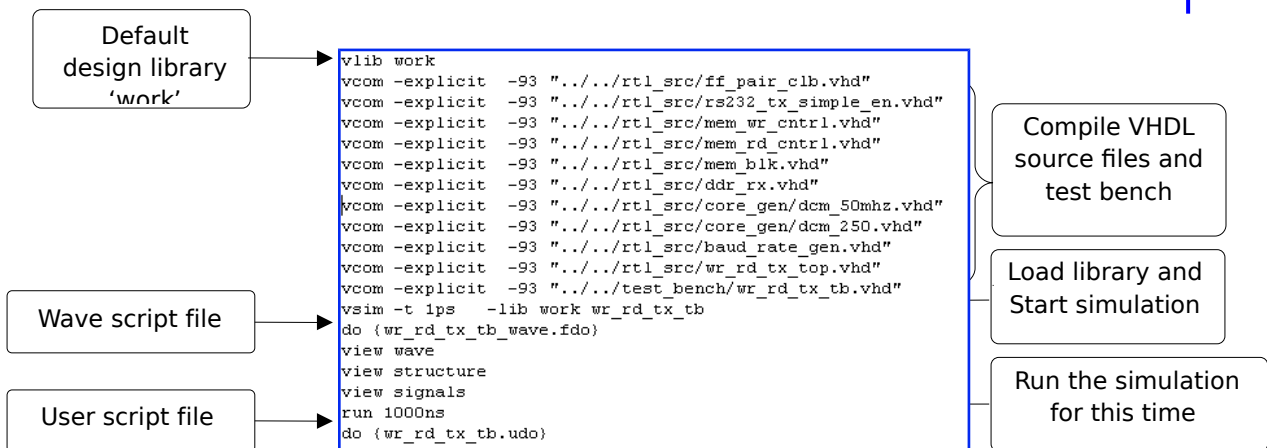 Default
design library
‘work’
vlib work
vcom -explicit -93 "../../rtl_src/ff_pair_clb.vhd"
vcom -explicit -93 "../../rtl_src/rs232_tx_simple_en.vhd"
vcom -explicit -93 "../../rtl_src/mem_wr_cntrl.vhd"
vcom -explicit -93 "../../rtl_src/mem_rd_cntrl.vhd"
vcom -explicit -93 "../../rtl_src/mem_blk.vhd"
vcom -explicit -93 "../../rtl_src/ddr_rx.vhd"
vcom -explicit -93 "../../rtl_src/core_gen/dcm_50mhz.vhd"
vcom -explicit -93 "../../rtl_src/core_gen/dcm_250.vhd"
vcom -explicit -93 "../../rtl_src/baud_rate_gen.vhd"
vcom -explicit -93 "../../rtl_src/wr_rd_tx_top.vhd"
vcom -explicit -93 "../../test_bench/wr_rd_tx_tb.vhd"
vsim -t 1ps -lib work wr_rd_tx_tb
do {wr_rd_tx_tb_wave.fdo}
view wave
view structure
view signals
run 1000ns
do {wr_rd_tx_tb.udo}
Compile VHDL
source files and
test bench
Load library and
Start simulation
Wave script file
Run the simulation
for this time
User script file